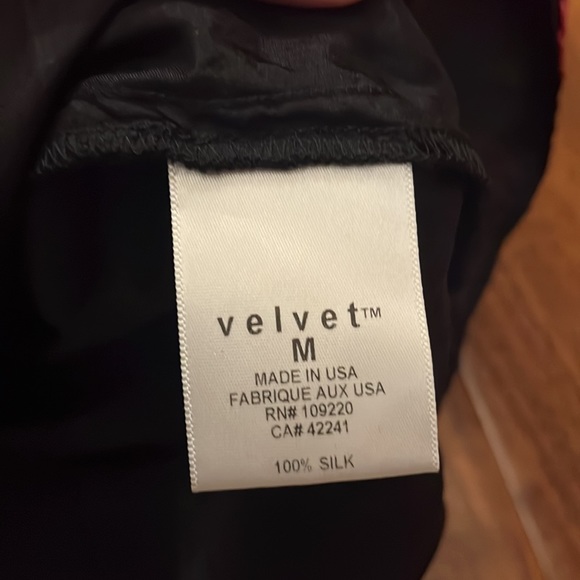 velvet™
M
MADE IN USA
FABRIQUE AUX USA
RN# 109220
CA# 42241
100% SILK